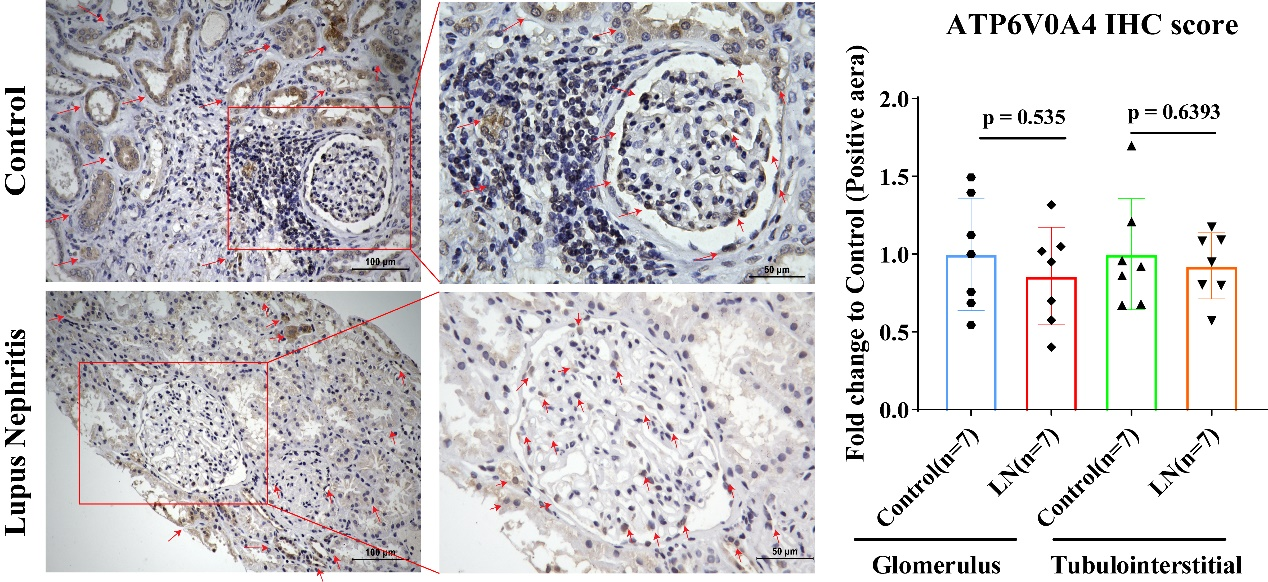 Control
100 µm
50 µm
Lupus Nephritis
100 µm
50 µm
ATP6V0A4 IHC score
Fold change to Control (Positive aera)
2.0
1.5
1.0
0.5
0.0
p = 0.535
p = 0.6393
Control(n=7)
LN(n=7)
Control(n=7)
LN(n=7)
Glomerulus
Tubulointerstitial